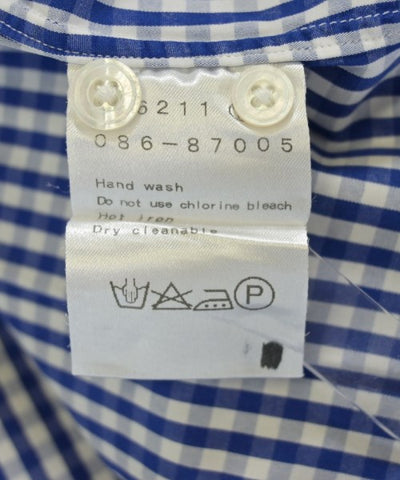 6211
086-87005
Hand wash
Do not use chlorine bleach
Hot iron
Dry cleanable
P